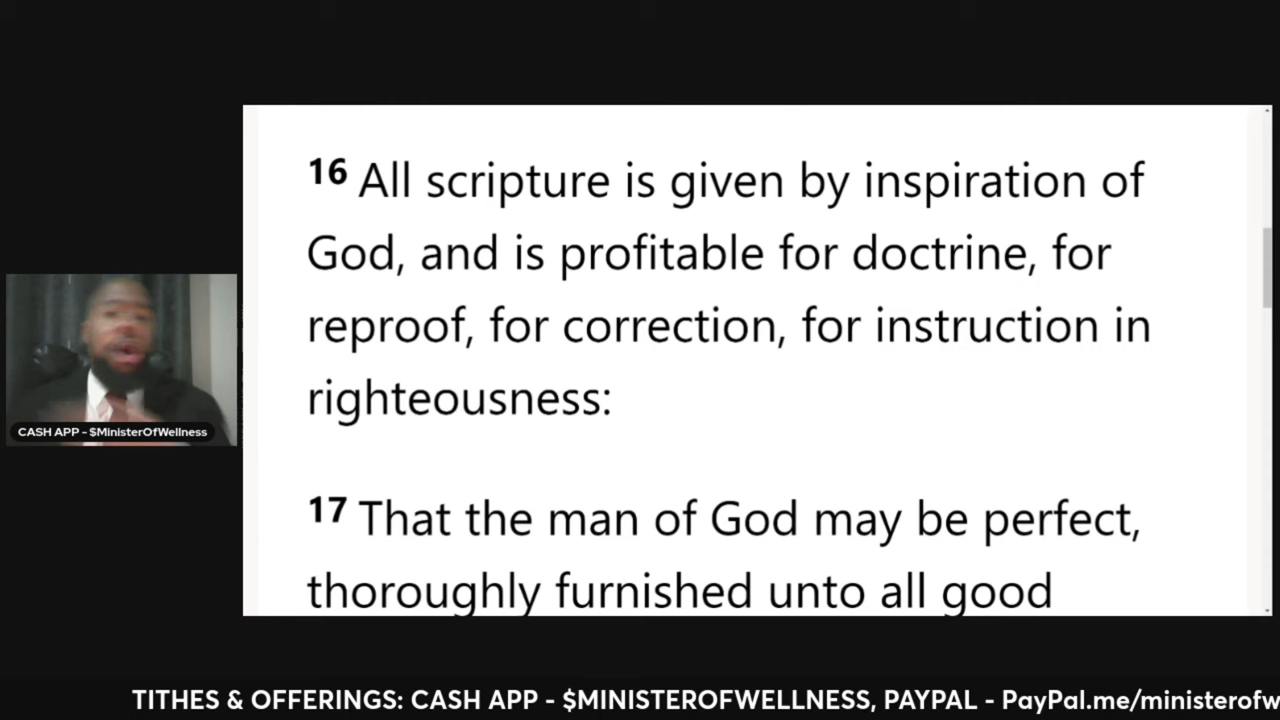 16 All scripture is given by inspiration of
God, and is profitable for doctrine, for
reproof, for correction, for instruction in
righteousness:
17 That the man of God may be perfect,
thoroughly furnished unto all good
CASH APP - $MinisterOfWellness
TITHES & OFFERINGS: CASH APP - $MINISTEROFWELLNESS, PAYPAL - PayPal.me/ministerofw